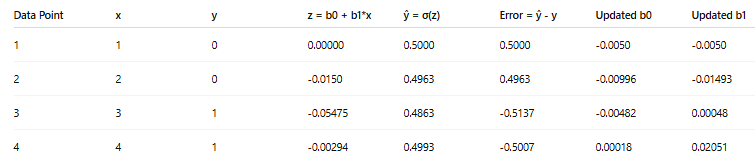 Data Point x y z = b0 + b1*x ŷ = σ(z) Error = ŷ - y Updated b0 Updated b1
1 1 0 0.00000 0.5000 0.5000 -0.0050 -0.0050
2 2 0 -0.0150 0.4963 0.4963 -0.00996 -0.01493
3 3 1 -0.05475 0.4863 -0.5137 -0.00482 0.00048
4 4 1 -0.00294 0.4993 -0.5007 0.00018 0.02051